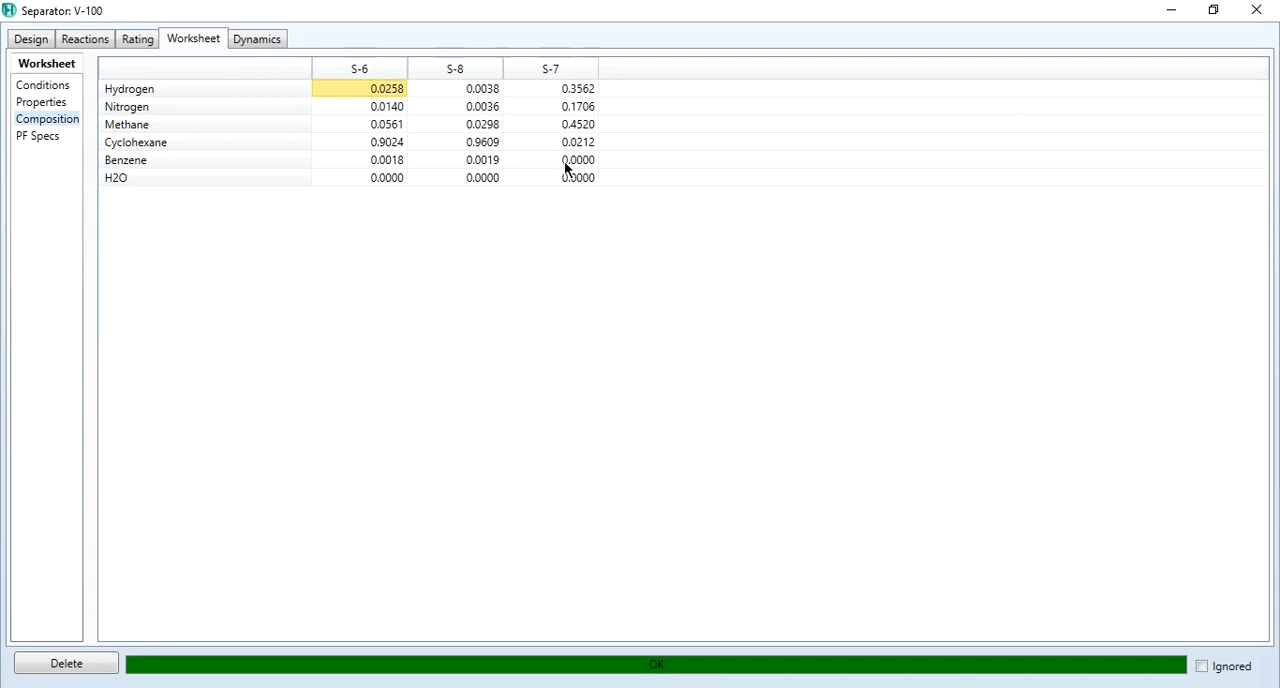 Separator: V-100
Design Reactions Rating Worksheet Dynamics
Worksheet
Conditions
Properties
Composition
PF Specs
S-6 S-8 S-7
Hydrogen 0.0258 0.0038 0.3562
Nitrogen 0.0140 0.0036 0.1706
Methane 0.0561 0.0298 0.4520
Cyclohexane 0.9024 0.9609 0.0212
Benzene 0.0018 0.0019 0.0000
H2O 0.0000 0.0000 0.0000
Delete OK Ignored